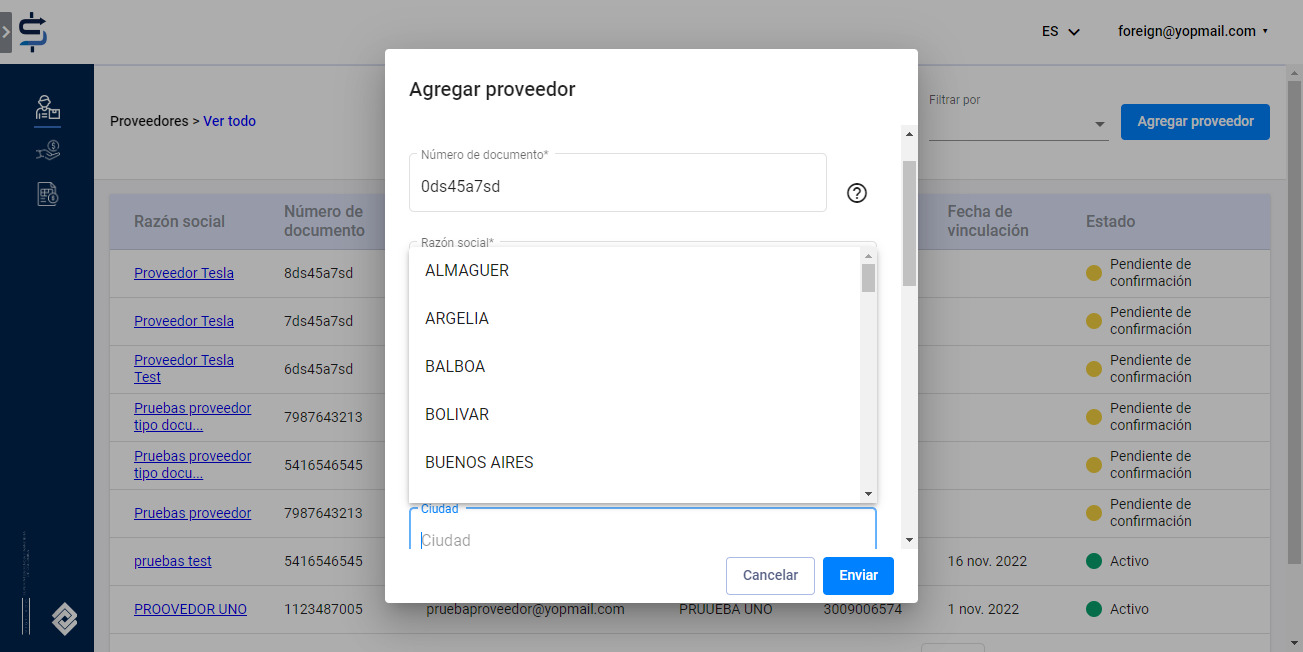 ES
foreign@yopmail.com
Agregar proveedor
Proveedores > Ver todo
Filtrar por
Agregar proveedor
Número de documento*
0ds45a7sd
Razón social*
ALMAGUER
ARGELIA
BALBOA
BOLIVAR
BUENOS AIRES
Ciudad
Ciudad
Cancelar
Enviar
Razón social
Número de
documento
Fecha de
vinculación
Estado
Proveedor Tesla
8ds45a7sd
Pendiente de
confirmación
Proveedor Tesla
7ds45a7sd
Pendiente de
confirmación
Proveedor Tesla
Test
6ds45a7sd
Pendiente de
confirmación
Pruebas proveedor
tipo docu...
7987643213
Pendiente de
confirmación
Pruebas proveedor
tipo docu...
5416546545
Pendiente de
confirmación
Pruebas proveedor
7987643213
Pendiente de
confirmación
pruebas test
5416546545
16 nov. 2022
Activo
PROOVEDOR UNO
1123487005
pruebaproveedor@yopmail.com
PRUUEBA UNO
3009006574
1 nov. 2022
Activo